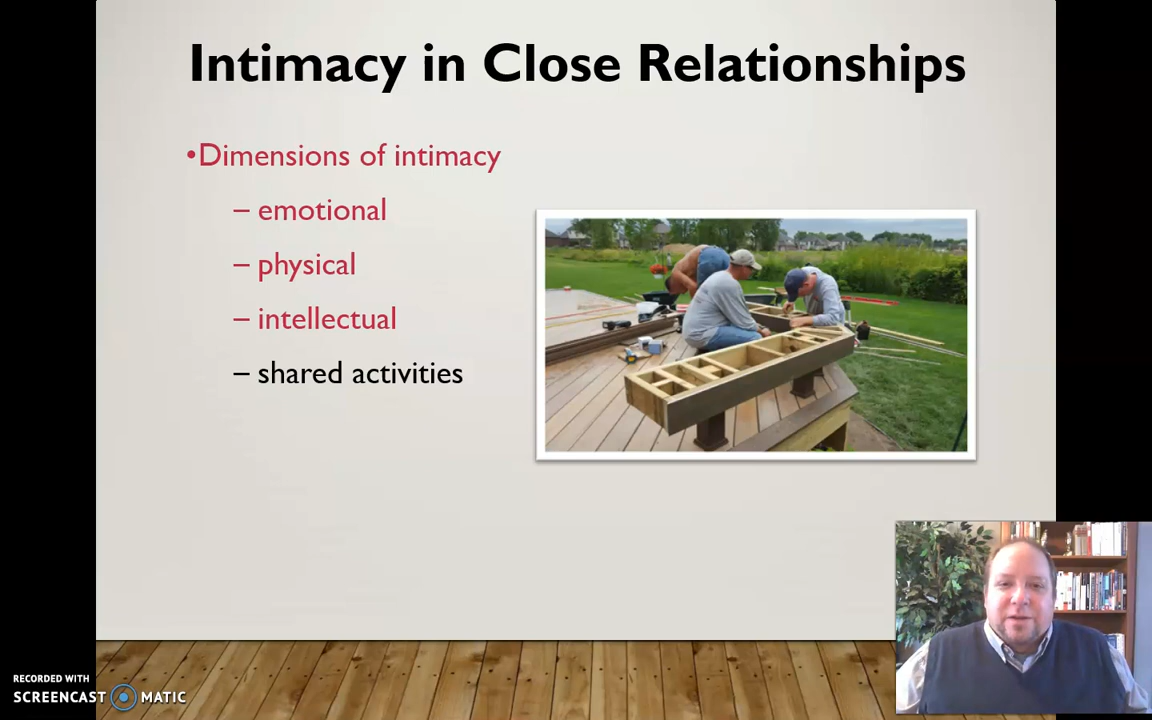 Intimacy in Close Relationships
•Dimensions of intimacy
– emotional
– physical
– intellectual
– shared activities
RECORDED WITH
SCREENCAST MATIC